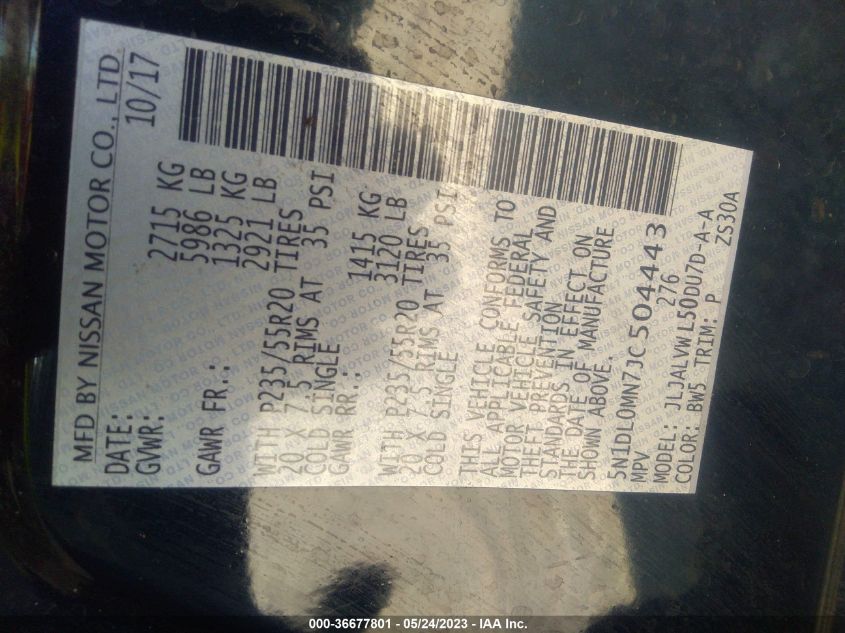 MFD BY NISSAN MOTOR CO., LTD.
DATE: 10/17
GVWR: 2715 KG
5986 LB
GAWR FR.: 1325 KG
2921 LB
WITH P235/55R20 TIRES
20 X 7.5 RIMS AT 35 PSI
COLD SINGLE
GAWR RR.: 1415 KG
3120 LB
WITH P235/55R20 TIRES
20 X 7.5 RIMS AT 35 PSI
COLD SINGLE
THIS VEHICLE CONFORMS TO
ALL APPLICABLE FEDERAL
MOTOR VEHICLE SAFETY AND
THEFT PREVENTION
STANDARDS IN EFFECT ON
THE DATE OF MANUFACTURE
SHOWN ABOVE.
5N1DL0MN7JC504443
MPV 276
MODEL: JLJALVWL50DU7D-A-A
COLOR: BW5 TRIM: P ZS30A
000-36677801 - 05/24/2023 - IAA Inc.